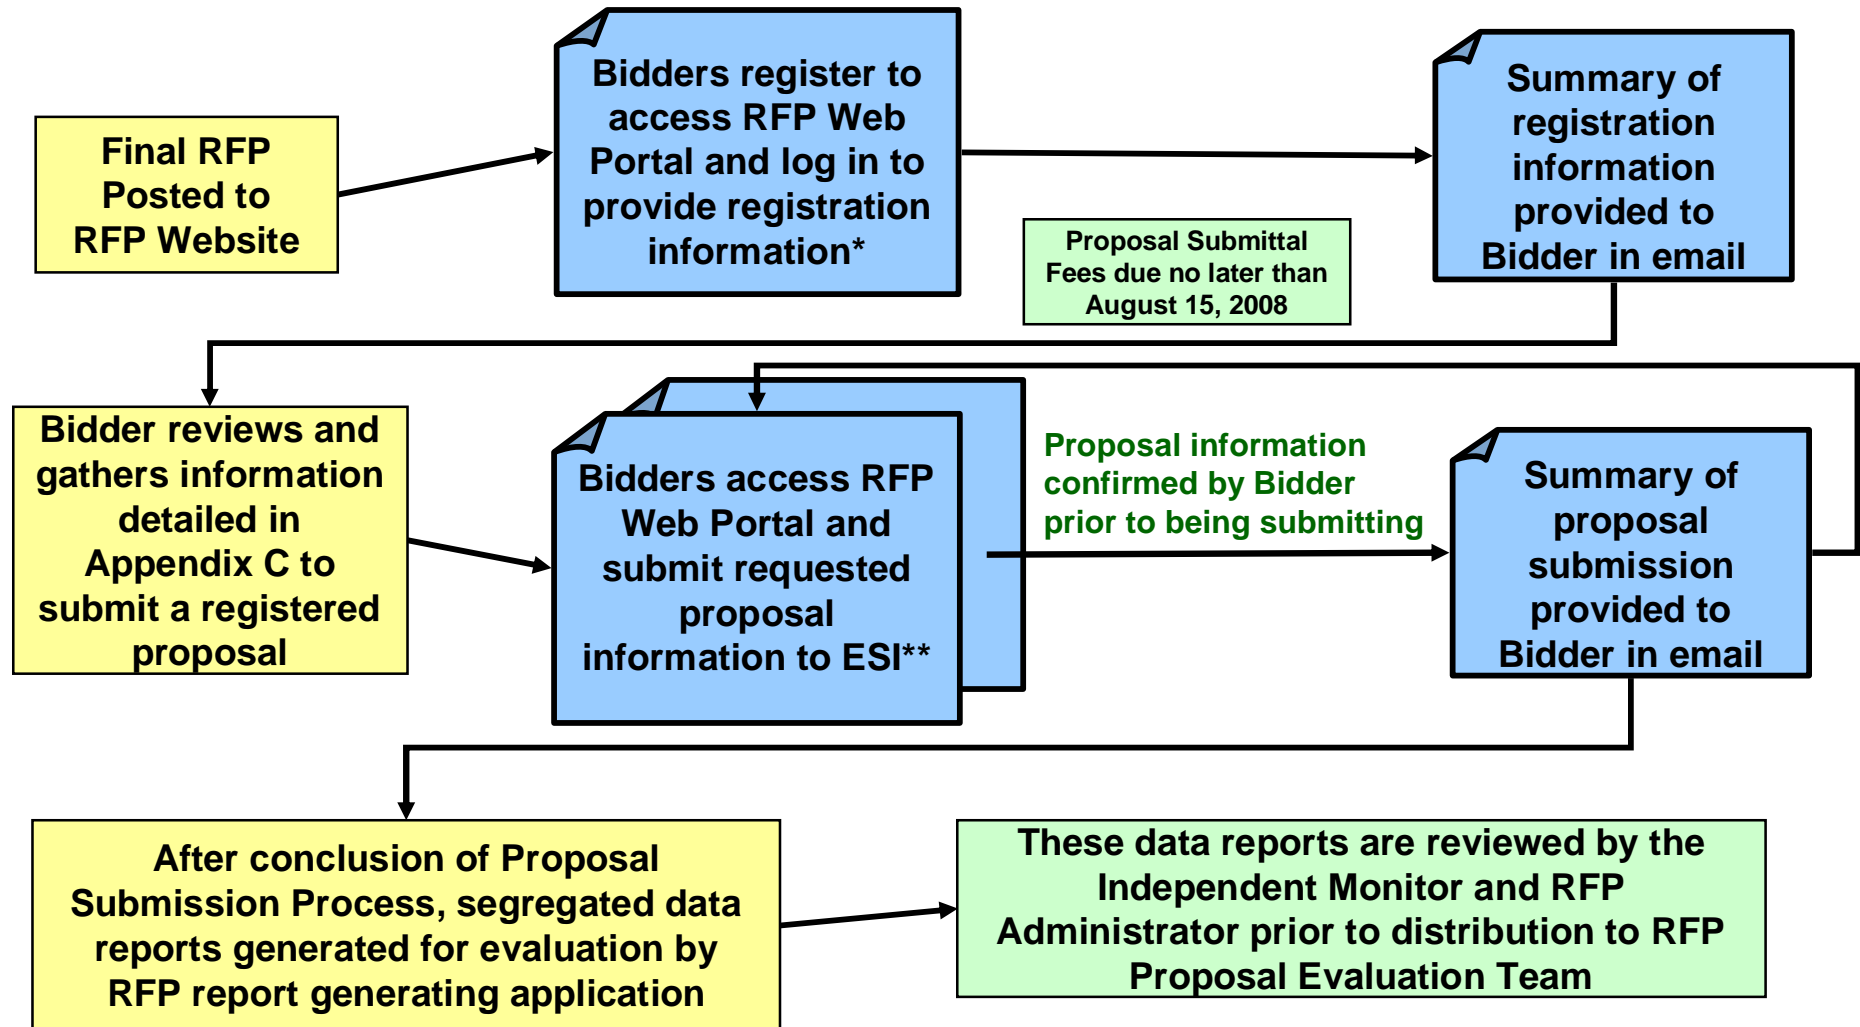 Final RFP
Posted to
RFP Website
Bidders register to
access RFP Web
Portal and log in to
provide registration
information*
Summary of
registration
information
provided to
Bidder in email
Proposal Submittal
Fees due no later than
August 15, 2008
Bidder reviews and
gathers information
detailed in
Appendix C to
submit a registered
proposal
Bidders access RFP
Web Portal and
submit requested
proposal
information to ESI**
Proposal information
confirmed by Bidder
prior to being submitting
Summary of
proposal
submission
provided to
Bidder in email
After conclusion of Proposal
Submission Process, segregated data
reports generated for evaluation by
RFP report generating application
These data reports are reviewed by the
Independent Monitor and RFP
Administrator prior to distribution to RFP
Proposal Evaluation Team